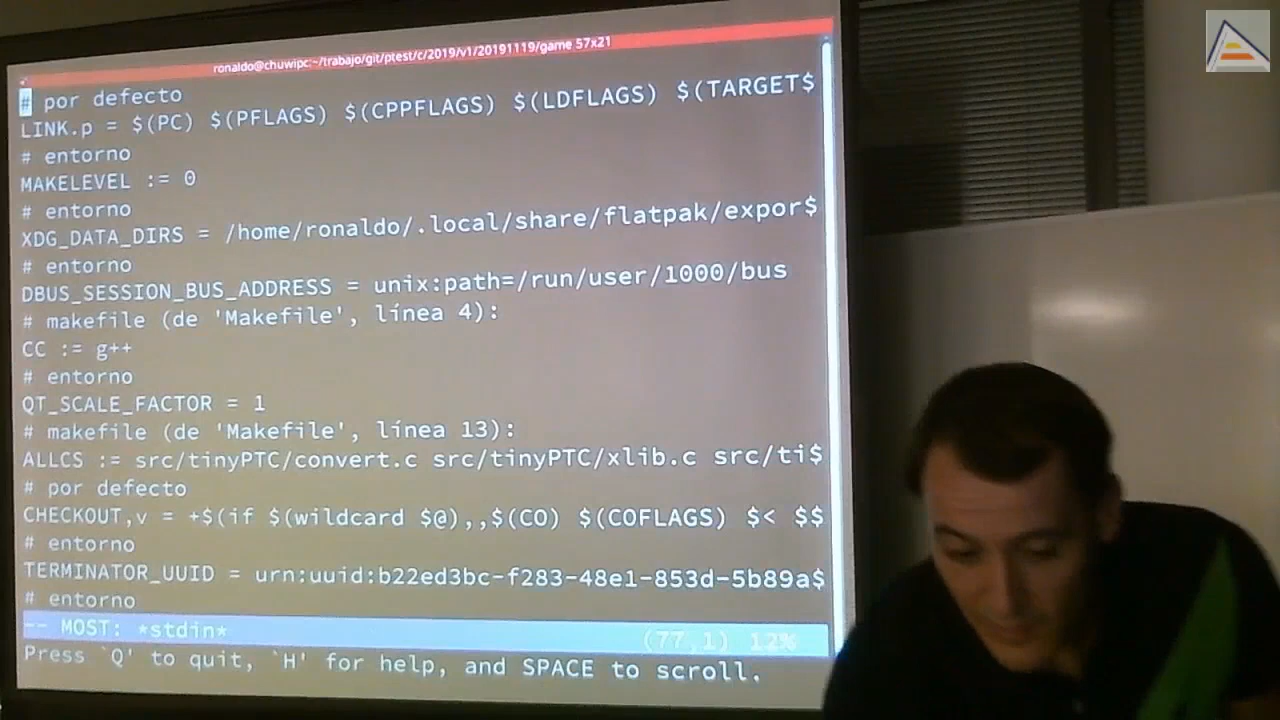 ronaldo@chuwipc:~/trabajo/git/ptest/c/2019/v1/20191119/game 57x21
# por defecto
LINK.p = $(PC) $(PFLAGS) $(CPPFLAGS) $(LDFLAGS) $(TARGET$
# entorno
MAKELEVEL := 0
# entorno
XDG_DATA_DIRS = /home/ronaldo/.local/share/flatpak/expor$
# entorno
DBUS_SESSION_BUS_ADDRESS = unix:path=/run/user/1000/bus
# makefile (de 'Makefile', línea 4):
CC := g++
# entorno
QT_SCALE_FACTOR = 1
# makefile (de 'Makefile', línea 13):
ALLCS := src/tinyPTC/convert.c src/tinyPTC/xlib.c src/ti$
# por defecto
CHECKOUT,v = +$(if $(wildcard $@),,$(CO) $(COFLAGS) $< $$
# entorno
TERMINATOR_UUID = urn:uuid:b22ed3bc-f283-48e1-853d-5b89a$
# entorno
-- MOST: *stdin* (77,1) 12%
Press `Q' to quit, `H' for help, and SPACE to scroll.